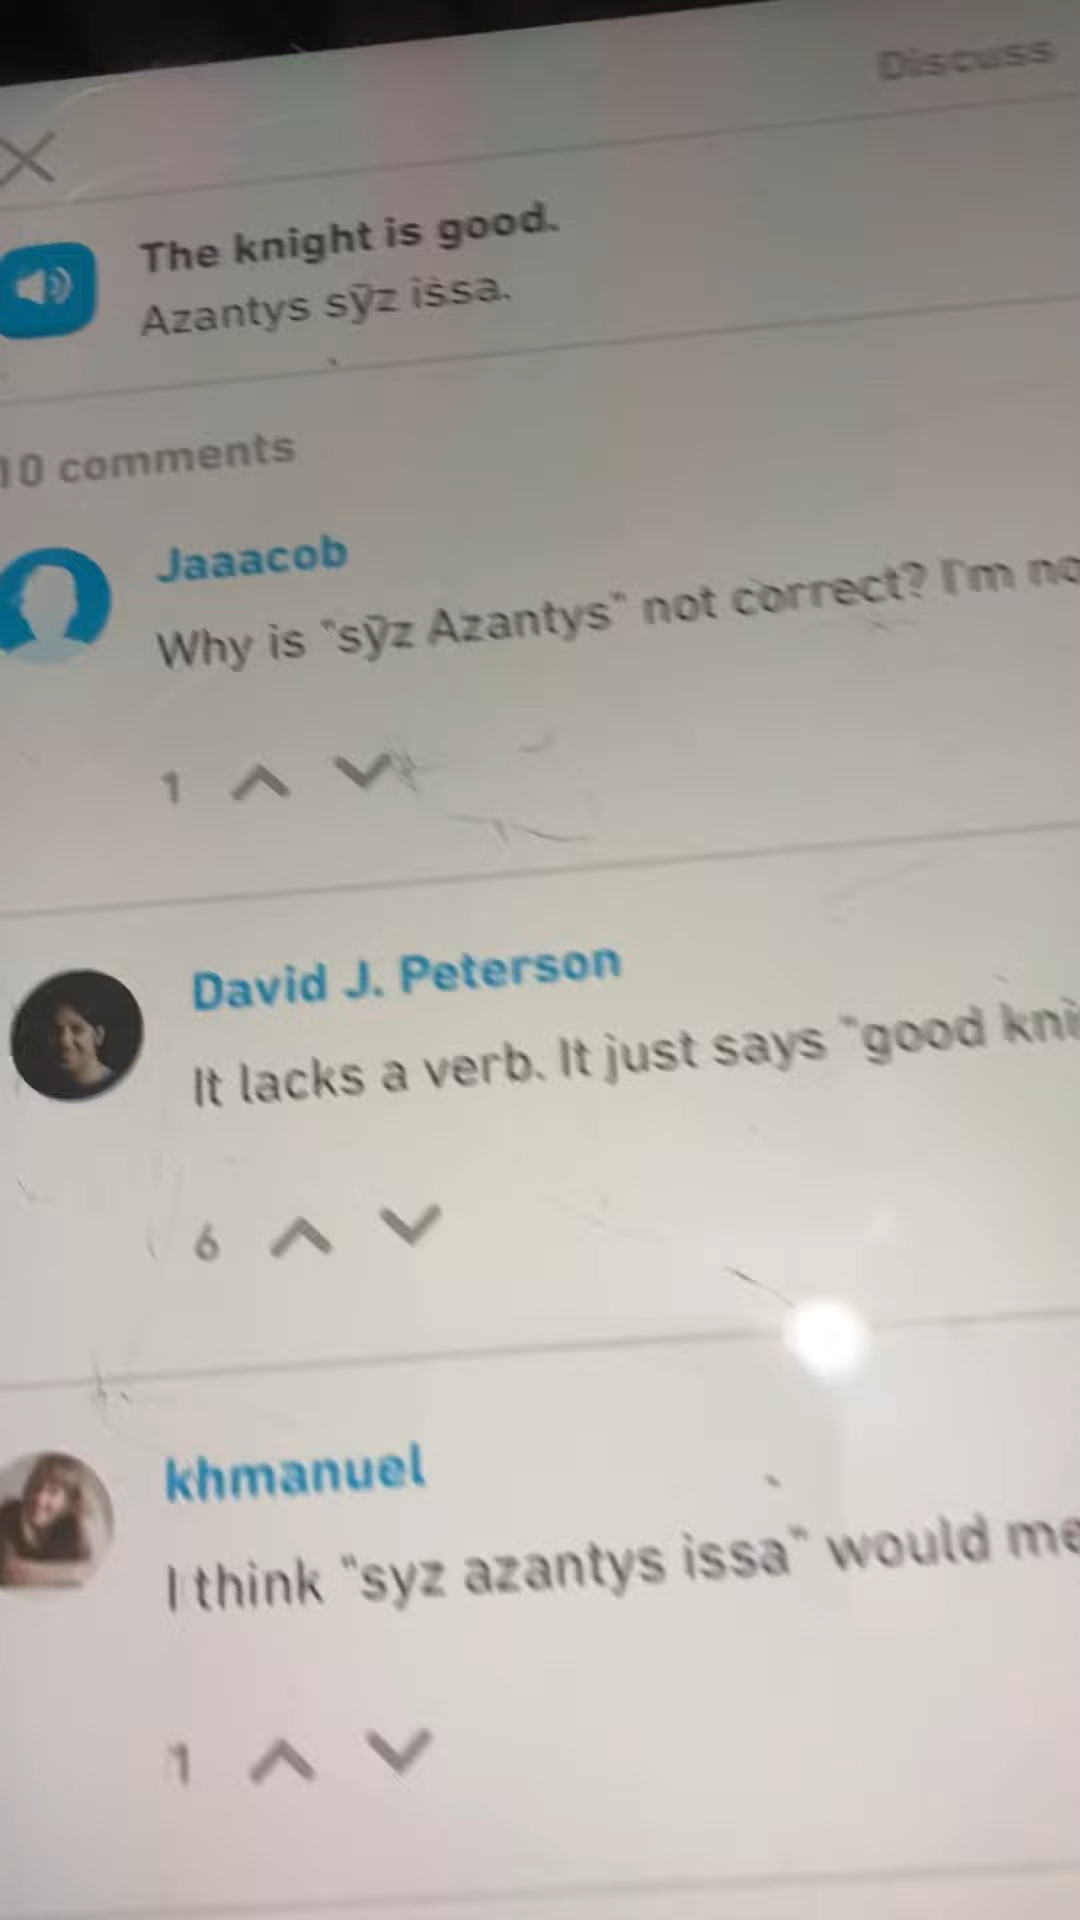 Discuss
The knight is good.
Azantys sȳz issa.
10 comments
Jaaacob
Why is "sȳz Azantys" not correct? I'm
1
David J. Peterson
It lacks a verb. It just says "good
6
khmanuel
I think "syz azantys issa" would
1